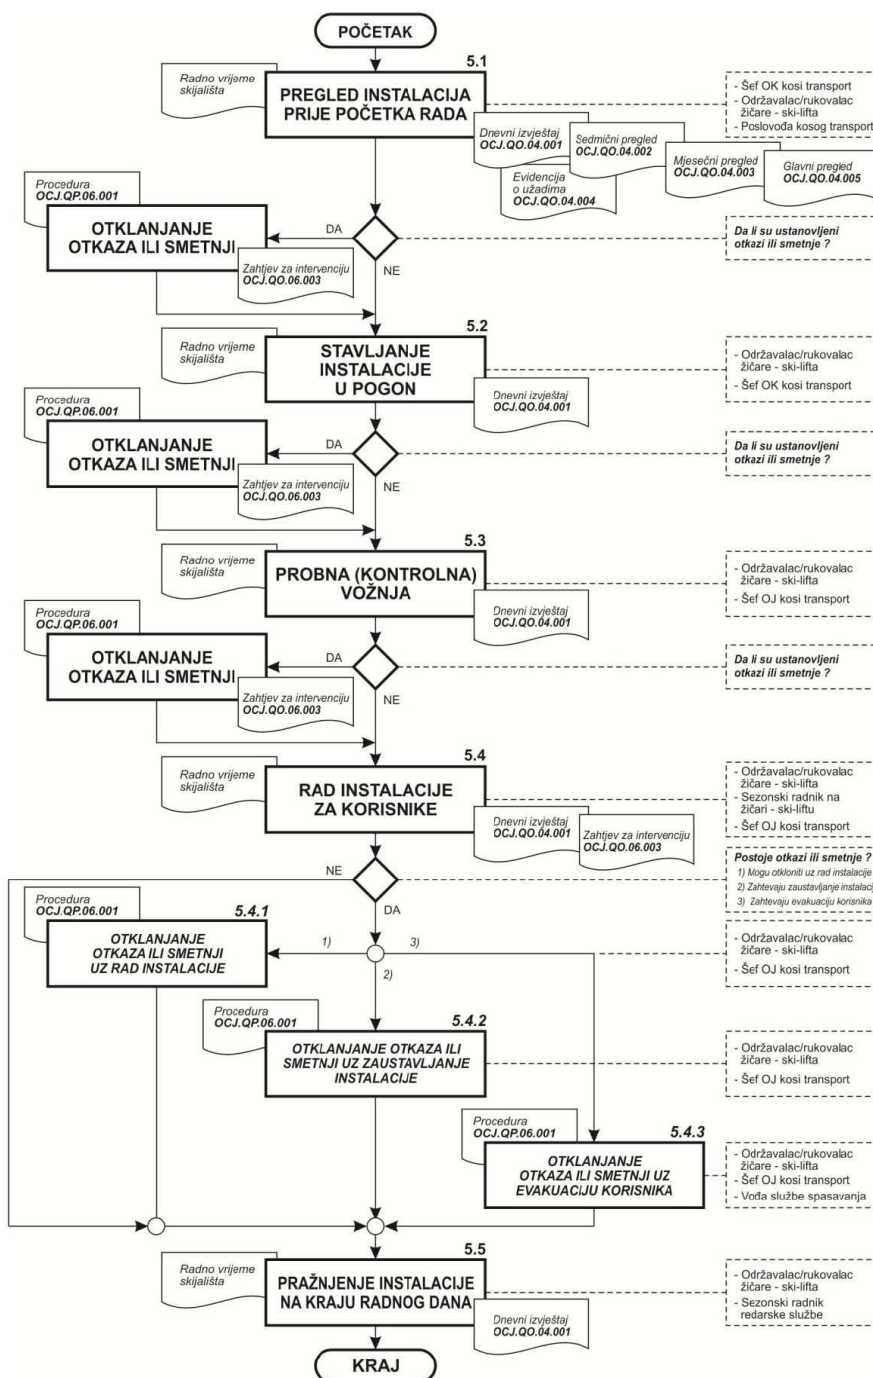 POČETAK
5.1
Radno vrijeme
skijališta
PREGLED INSTALACIJA
PRIJE POČETKA RADA
- Šef OK kosi transport
- Održavalac/rukovalac
žičare - ski-lifta
- Poslovođa kosog transport
Dnevni izvještaj
OCJ.QO.04.001
Sedmični pregled
OCJ.QO.04.002
Mjesečni pregled
OCJ.QO.04.003
Glavni pregled
OCJ.QO.04.005
Evidencija
o užadima
OCJ.QO.04.004
Procedura
OCJ.QP.06.001
OTKLANJANJE
OTKAZA ILI SMETNJI
DA
Zahtjev za intervenciju
OCJ.QO.06.003
NE
Da li su ustanovljeni
otkazi ili smetnje ?
5.2
Radno vrijeme
skijališta
STAVLJANJE
INSTALACIJE
U POGON
- Održavalac/rukovalac
žičare - ski-lifta
- Šef OK kosi transport
Dnevni izvještaj
OCJ.QO.04.001
Procedura
OCJ.QP.06.001
OTKLANJANJE
OTKAZA ILI SMETNJI
DA
Zahtjev za intervenciju
OCJ.QO.06.003
NE
Da li su ustanovljeni
otkazi ili smetnje ?
5.3
Radno vrijeme
skijališta
PROBNA (KONTROLNA)
VOŽNJA
- Održavalac/rukovalac
žičare - ski-lifta
- Šef OJ kosi transport
Dnevni izvještaj
OCJ.QO.04.001
Procedura
OCJ.QP.06.001
OTKLANJANJE
OTKAZA ILI SMETNJI
DA
Zahtjev za intervenciju
OCJ.QO.06.003
NE
Da li su ustanovljeni
otkazi ili smetnje ?
5.4
Radno vrijeme
skijališta
RAD INSTALACIJE
ZA KORISNIKE
- Održavalac/rukovalac
žičare - ski-lifta
- Sezonski radnik na
žičari - ski-liftu
- Šef OJ kosi transport
Dnevni izvještaj
OCJ.QO.04.001
Zahtjev za intervenciju
OCJ.QO.06.003
NE
DA
Postoje otkazi ili smetnje ?
1) Mogu otkloniti uz rad instalacije
2) Zahtevaju zaustavljanje instalacij
3) Zahtevaju evakuaciju korisnika
Procedura
OCJ.QP.06.001
5.4.1
OTKLANJANJE
OTKAZA ILI SMETNJI
UZ RAD INSTALACIJE
1)
3)
2)
- Održavalac/rukovalac
žičare - ski-lifta
- Šef OJ kosi transport
Procedura
OCJ.QP.06.001
5.4.2
OTKLANJANJE OTKAZA ILI
SMETNJI UZ ZAUSTAVLJANJE
INSTALACIJE
- Održavalac/rukovalac
žičare - ski-lifta
- Šef OJ kosi transport
Procedura
OCJ.QP.06.001
5.4.3
OTKLANJANJE
OTKAZA ILI SMETNJI UZ
EVAKUACIJU KORISNIKA
- Održavalac/rukovalac
žičare - ski-lifta
- Šef OJ kosi transport
- Vođa službe spasavanja
5.5
Radno vrijeme
skijališta
PRAŽNJENJE INSTALACIJE
NA KRAJU RADNOG DANA
- Održavalac/rukovalac
žičare - ski-lifta
- Sezonski radnik
redarske službe
Dnevni izvještaj
OCJ.QO.04.001
KRAJ